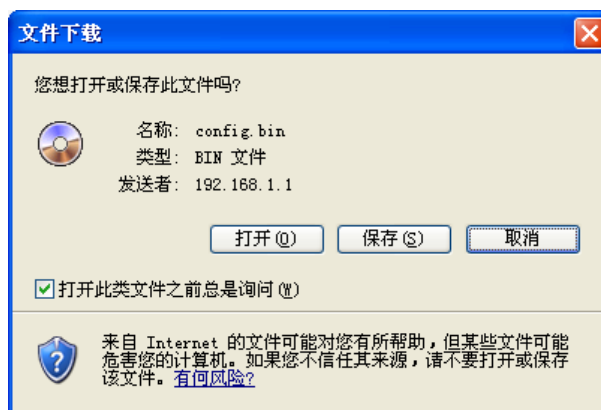 文件下载
您想打开或保存此文件吗?
名称: config.bin
类型: BIN 文件
发送者: 192.168.1.1
打开(O) 保存(S) 取消
打开此类文件之前总是询问(W)
来自 Internet 的文件可能对您有所帮助，但某些文件可能
危害您的计算机。如果您不信任其来源，请不要打开或保存
该文件。有何风险?